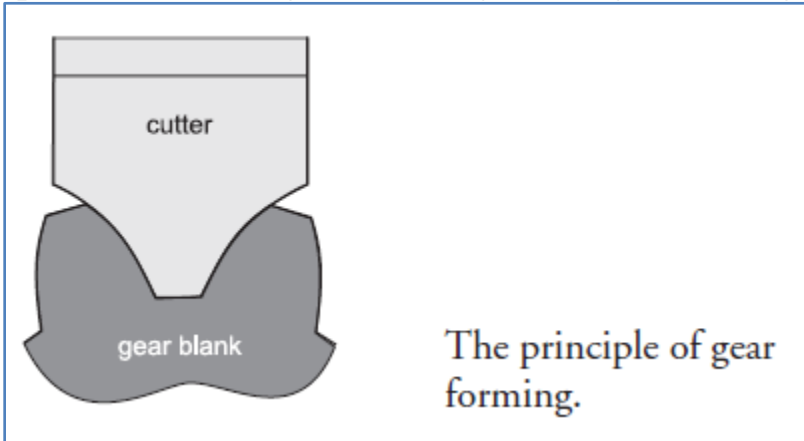 cutter
gear blank
The principle of gear
forming.